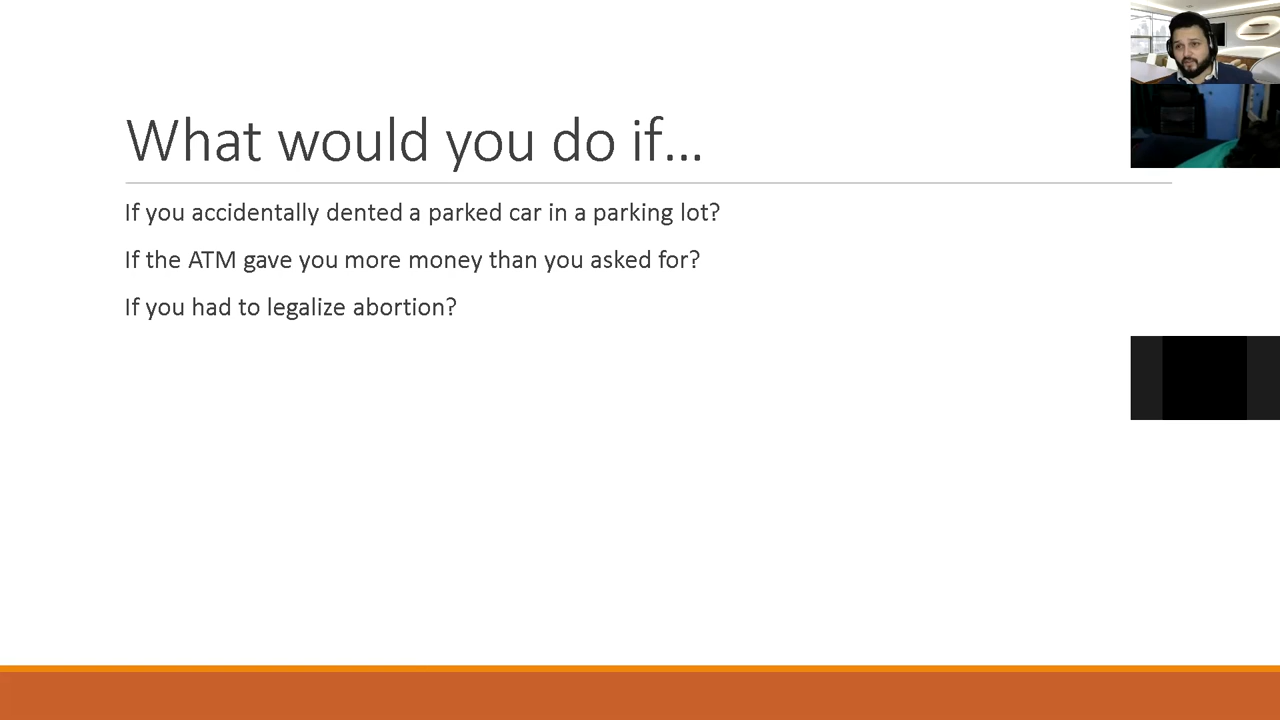 What would you do if...
If you accidentally dented a parked car in a parking lot?
If the ATM gave you more money than you asked for?
If you had to legalize abortion?